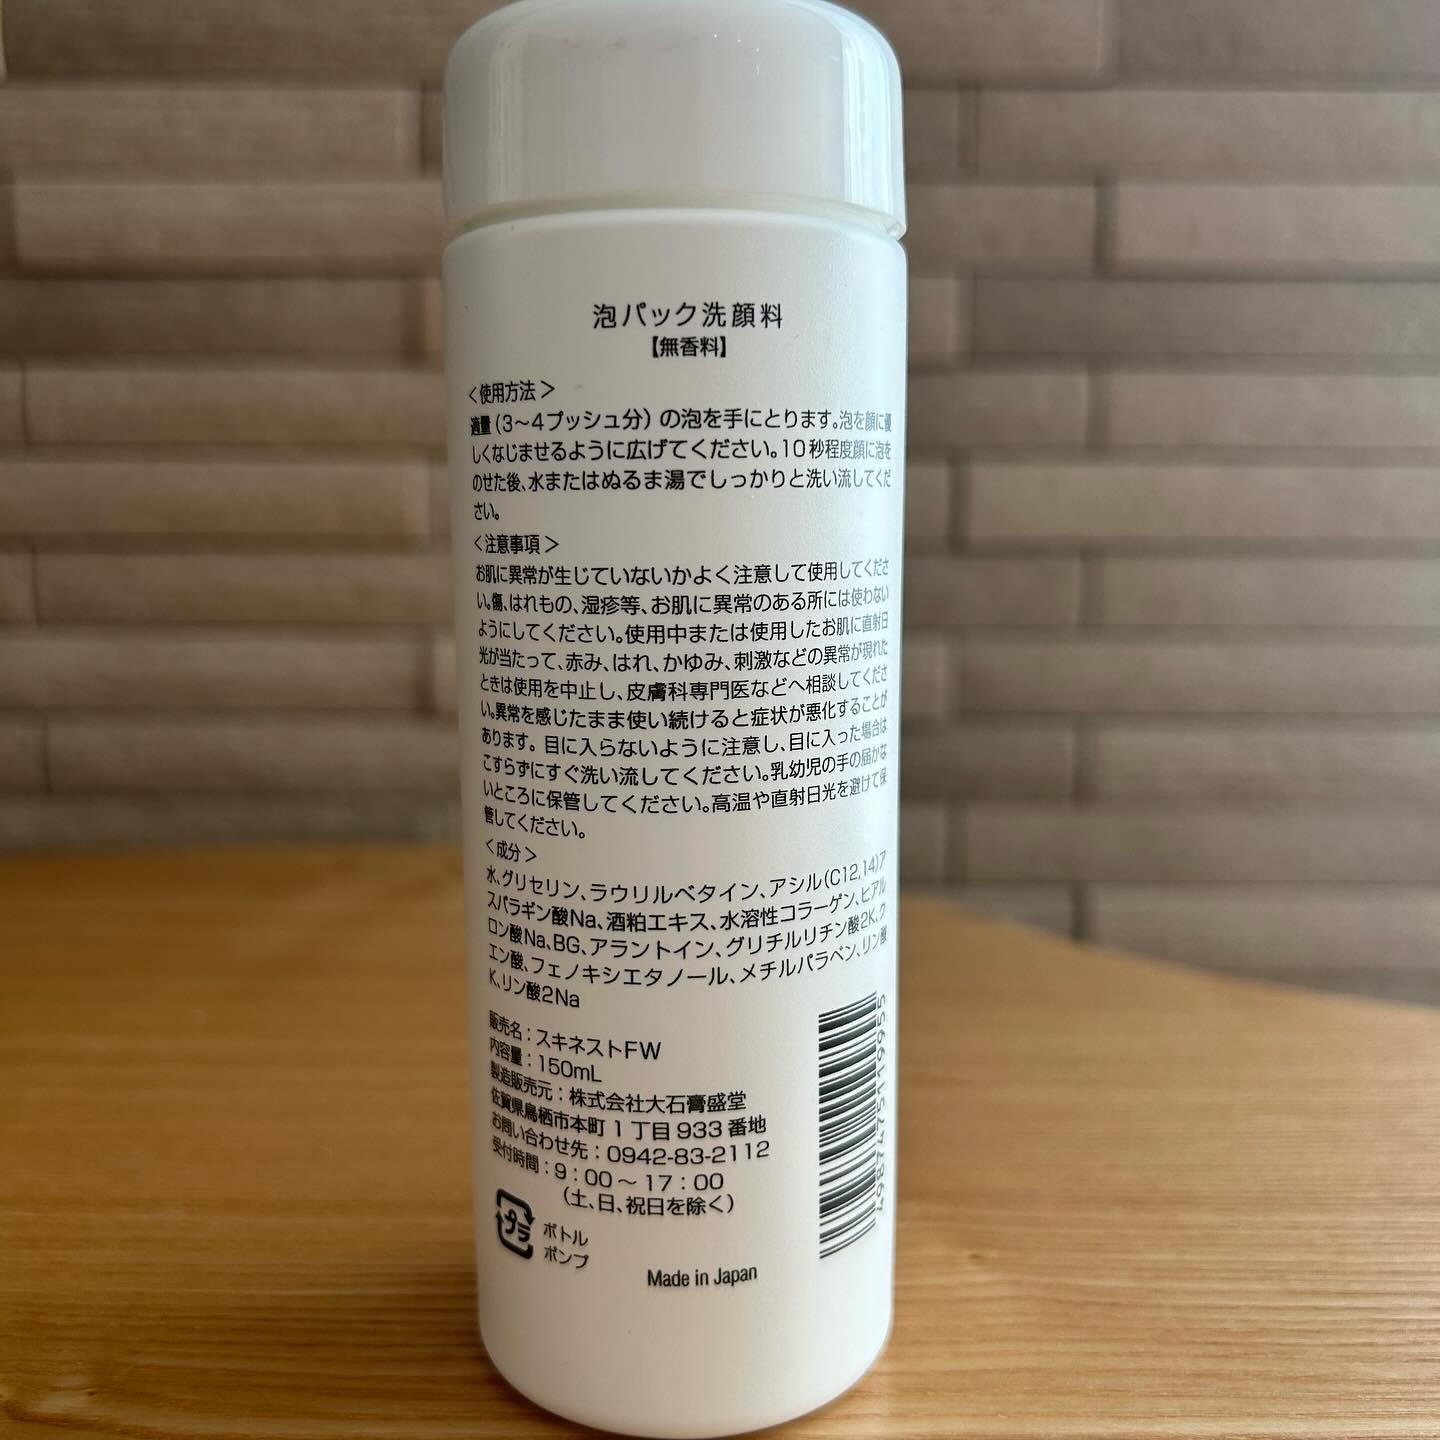 泡パック洗顔料
【無香料】
＜使用方法＞
適量（3～4プッシュ分）の泡を手にとります。泡を顔に優
しくなじませるように広げてください。10秒程度顔に泡を
のせた後、水またはぬるま湯でしっかりと洗い流してくだ
さい。
＜注意事項＞
お肌に異常が生じていないかよく注意して使用してくださ
い。傷、はれもの、湿疹等、お肌に異常のある所には使わない
ようにしてください。使用中または使用したお肌に直射日
光が当たって、赤み、はれ、かゆみ、刺激などの異常が現れた
ときは使用を中止し、皮膚科専門医などへ相談してくださ
い。異常を感じたまま使い続けると症状が悪化することが
あります。目に入らないように注意し、目に入った場合は
こすらずにすぐ洗い流してください。乳幼児の手の届かな
いところに保管してください。高温や直射日光を避けて保
管してください。
＜成分＞
水、グリセリン、ラウリルベタイン、アシル(C12,14)ア
スパラギン酸Na、酒粕エキス、水溶性コラーゲン、ヒアル
ロン酸Na、BG、アラントイン、グリチルリチン酸2K、ク
エン酸、フェノキシエタノール、メチルパラベン、リン酸
K、リン酸2Na
販売名：スキネストFW
内容量：150mL
製造販売元：株式会社大石膏盛堂
佐賀県鳥栖市本町1丁目933番地
お問い合わせ先：0942-83-2112
受付時間：9：00～17：00
（土、日、祝日を除く）
プラ
ボトル
ポンプ
Made in Japan
4987475119955